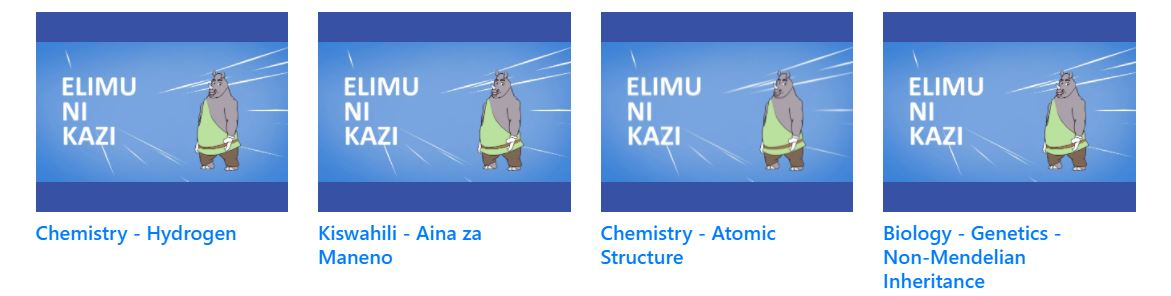 ELIMU
NI
KAZI
Chemistry - Hydrogen
ELIMU
NI
KAZI
Kiswahili - Aina za
Maneno
ELIMU
NI
KAZI
Chemistry - Atomic
Structure
ELIMU
NI
KAZI
Biology - Genetics -
Non-Mendelian
Inheritance